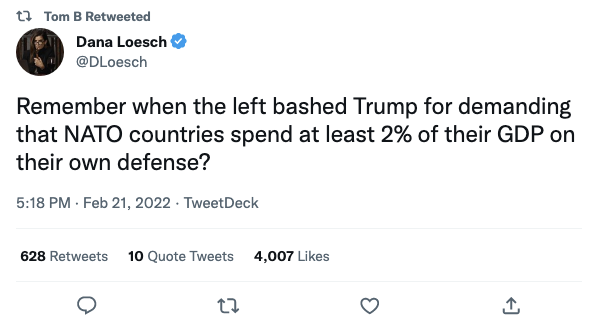 Tom B Retweeted
Dana Loesch
@DLoesch
Remember when the left bashed Trump for demanding
that NATO countries spend at least 2% of their GDP on
their own defense?
5:18 PM · Feb 21, 2022 · TweetDeck
628 Retweets 10 Quote Tweets 4,007 Likes